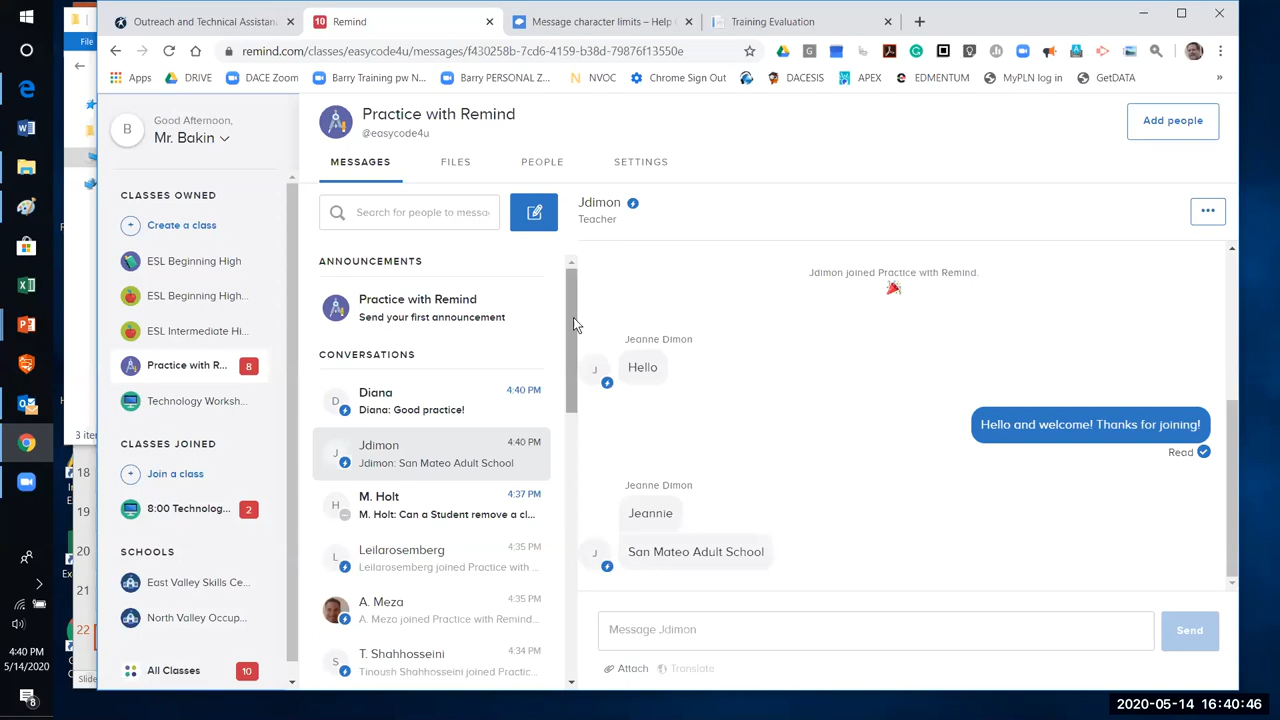 Outreach and Technical Assistan
Remind
Message character limits – Help C
Training Evaluation
File
remind.com/classes/easycode4u/messages/f430258b-7cd6-4159-b38d-79876f13550e
Apps
DRIVE
DACE Zoom
Barry Training pw N...
Barry PERSONAL Z...
NVOC
Chrome Sign Out
DACESIS
APEX
EDMENTUM
MyPLN log in
GetDATA
»
B
Good Afternoon,
Mr. Bakin
CLASSES OWNED
Create a class
ESL Beginning High
ESL Beginning High...
ESL Intermediate Hi...
Practice with R...
8
Technology Worksh...
CLASSES JOINED
Join a class
8:00 Technolog...
2
SCHOOLS
East Valley Skills Ce...
North Valley Occup...
All Classes
10
Practice with Remind
@easycode4u
Add people
MESSAGES
FILES
PEOPLE
SETTINGS
Search for people to messa
ANNOUNCEMENTS
Practice with Remind
Send your first announcement
CONVERSATIONS
D
Diana
4:40 PM
Diana: Good practice!
J
Jdimon
4:40 PM
Jdimon: San Mateo Adult School
H
M. Holt
4:37 PM
M. Holt: Can a Student remove a cl...
L
Leilarosemberg
4:35 PM
Leilarosemberg joined Practice with ...
A. Meza
4:35 PM
A. Meza joined Practice with Remind...
S
T. Shahhosseini
4:34 PM
Tinoush Shahhosseini joined Practic...
Jdimon
Teacher
...
Jdimon joined Practice with Remind.
Jeanne Dimon
J
Hello
Hello and welcome! Thanks for joining!
Read
Jeanne Dimon
Jeannie
J
San Mateo Adult School
Message Jdimon
Send
Attach
Translate
3 iter
18
19
20
21
22
Slide
4:40 PM
5/14/2020
8
2020-05-14 16:40:46